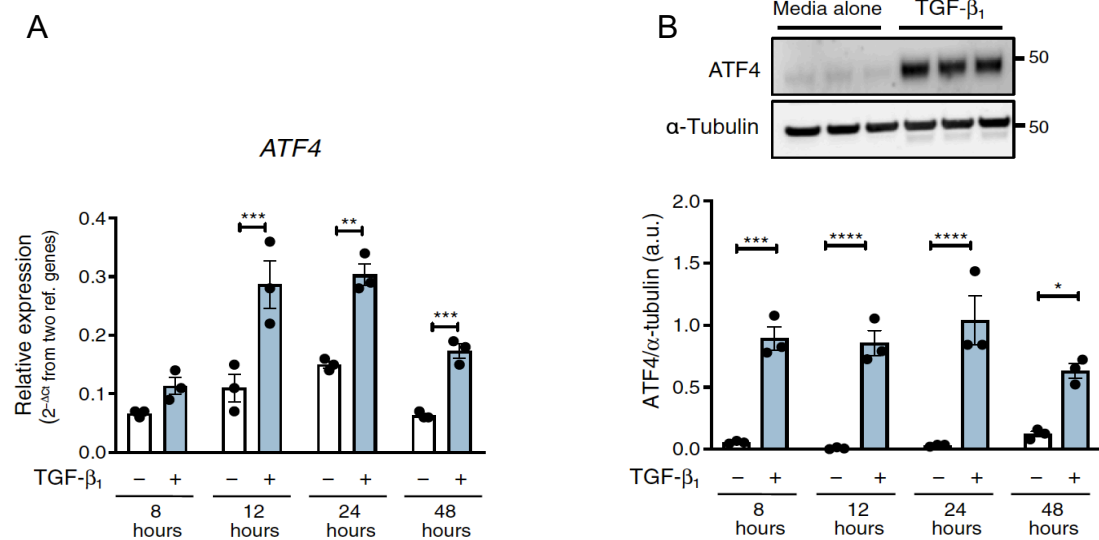 A
ATF4
Relative expression
(2⁻ΔCt from two ref. genes)
0.4
0.3
0.2
0.1
0.0
***
**
***
TGF-β₁ − + − + − + − +
8 hours
12 hours
24 hours
48 hours
B
Media alone TGF-β₁
ATF4
50
α-Tubulin
50
ATF4/α-tubulin (a.u.)
2.0
1.5
1.0
0.5
0.0
***
****
****
*
TGF-β₁ − + − + − + − +
8 hours
12 hours
24 hours
48 hours